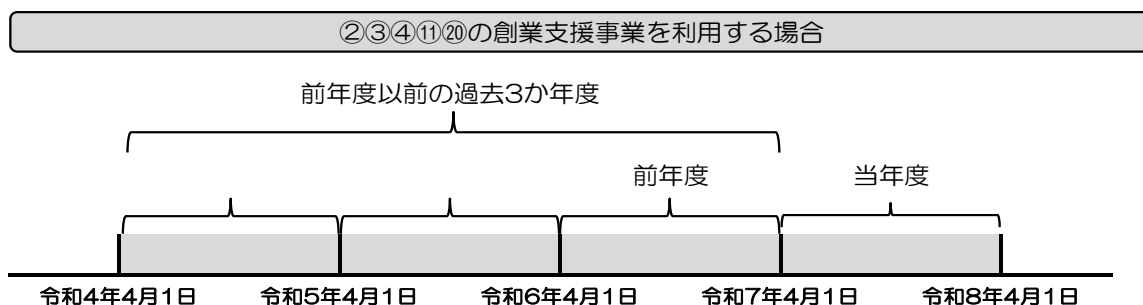 ②③④⑪⑳の創業支援事業を利用する場合
前年度以前の過去3か年度
前年度 当年度
令和4年4月1日 令和5年4月1日 令和6年4月1日 令和7年4月1日 令和8年4月1日